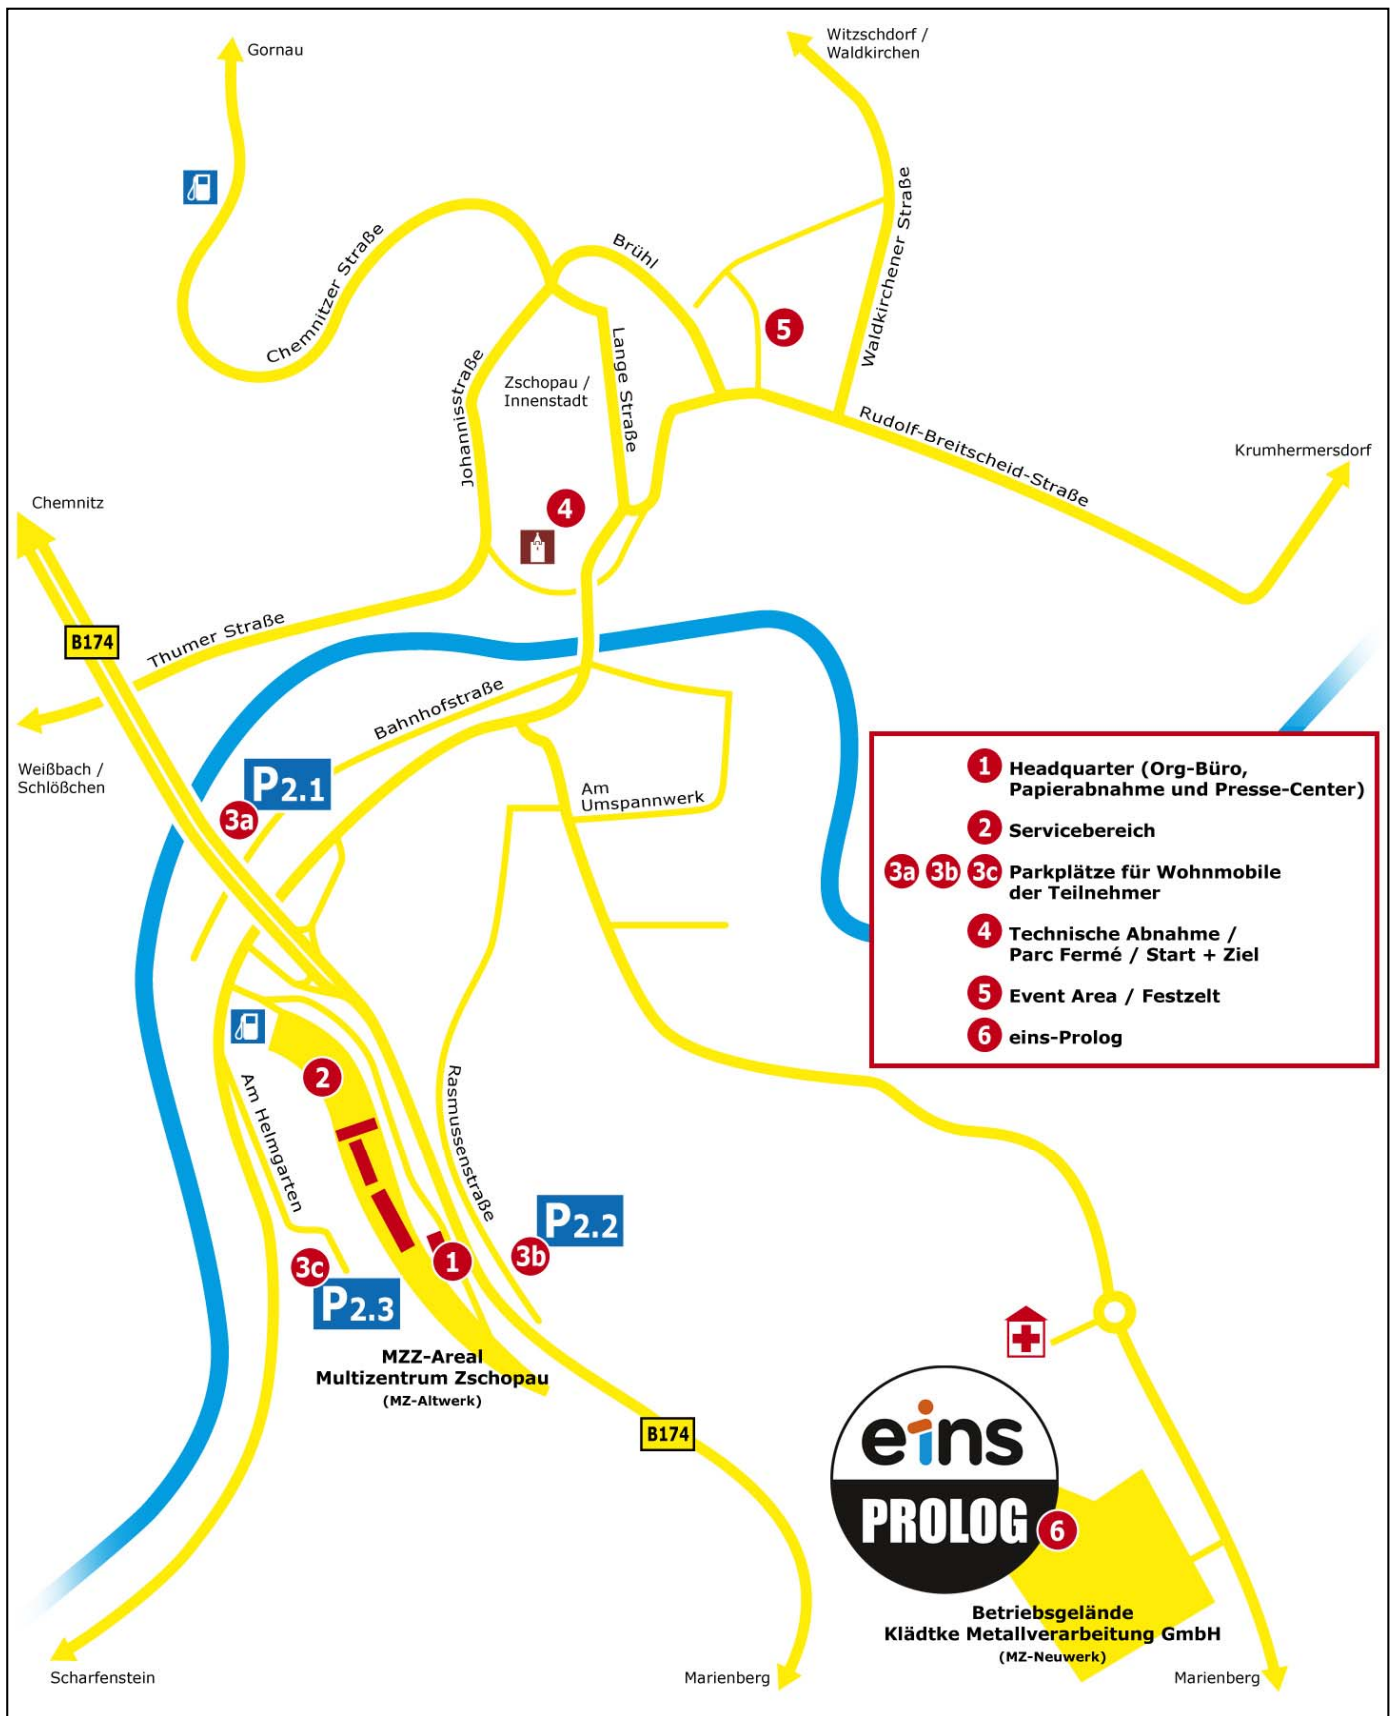 Gornau
Witzschdorf /
Waldkirchen
Chemnitzer Straße
Brühl
Waldkirchener Straße
5
Johannisstraße
Zschopau /
Innenstadt
Lange Straße
Rudolf-Breitscheid-Straße
Krumhermersdorf
Chemnitz
4
B174
Thumer Straße
Bahnhofstraße
Weißbach /
Schlößchen
P2.1
3a
Am
Umspannwerk
1 Headquarter (Org-Büro,
Papierabnahme und Presse-Center)
2 Servicebereich
3a 3b 3c Parkplätze für Wohnmobile
der Teilnehmer
4 Technische Abnahme /
Parc Fermé / Start + Ziel
5 Event Area / Festzelt
6 eins-Prolog
2
Am Helmgarten
Rasmussenstraße
P2.2
3b
1
3c
P2.3
MZZ-Areal
Multizentrum Zschopau
(MZ-Altwerk)
B174
eins
PROLOG
6
Betriebsgelände
Klädtke Metallverarbeitung GmbH
(MZ-Neuwerk)
Scharfenstein
Marienberg
Marienberg